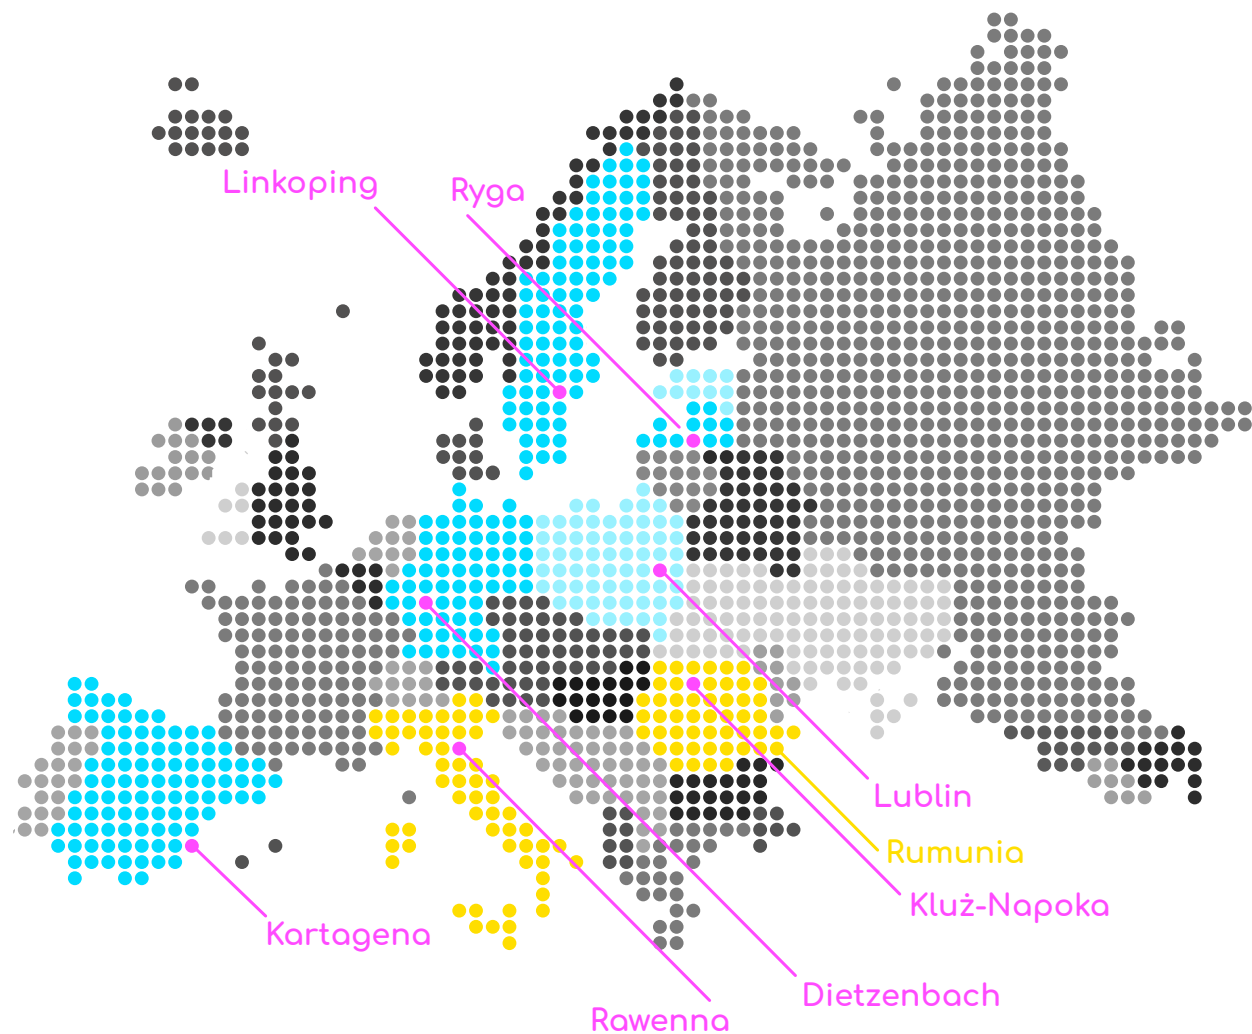 Linkoping
Ryga
Lublin
Rumunia
Kluż-Napoka
Kartagena
Dietzenbach
Rawenna